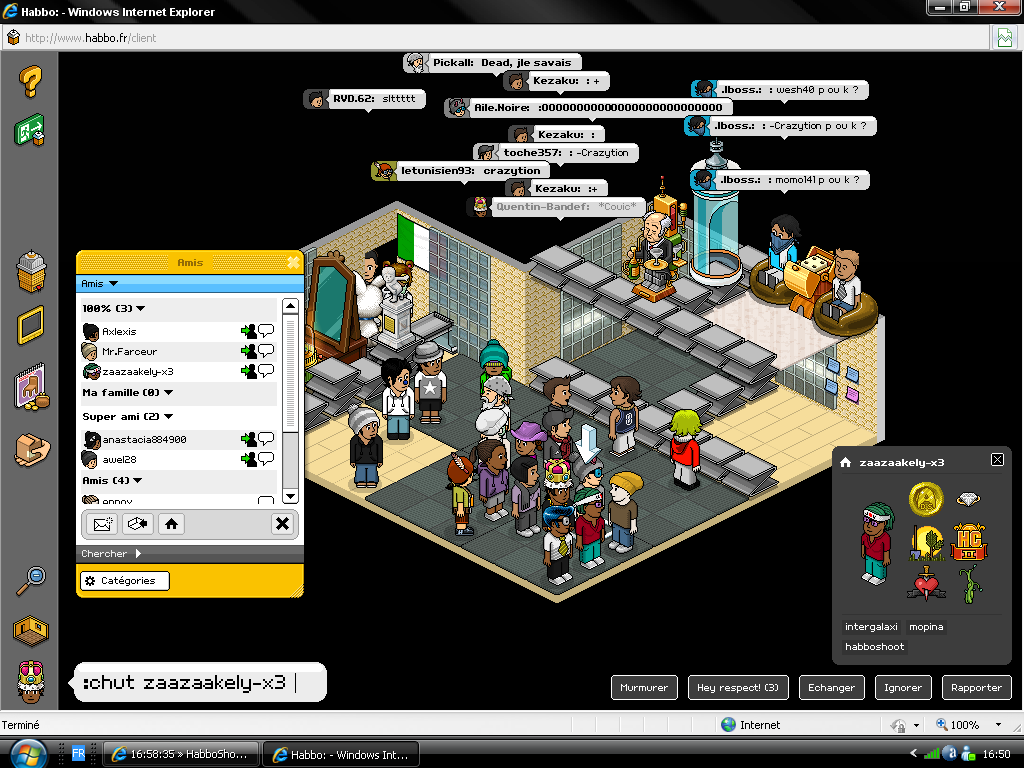 Habbo: - Windows Internet Explorer
http://www.habbo.fr/client
Pickall: Dead, jle savais
Kezaku: : +
.lboss.: : wesh40 p ou k ?
RVD.62: slttttt
.lboss.: : -Crazytion p ou k ?
Kezaku: :
toche357: : -Crazytion
letunisien93: crazytion
.lboss.: : momo141 p ou k ?
Kezaku: :+
Quentin-Bandef: *Couic*
Amis
Amis
100% (3)
Axlexis
Mr.Farceur
zaazaakely-x3
Ma famille (0)
Super ami (2)
anastacia884900
awel28
Amis (4)
Chercher
Catégories
zaazaakely-x3
HC
II
intergalaxi mopina
habboshoot
:chut zaazaakely-x3
Murmurer
Hey respect! (3)
Echanger
Ignorer
Rapporter
Terminé
Internet
100%
FR
16:58:35 » HabboSho...
Habbo: - Windows Int...
16:50